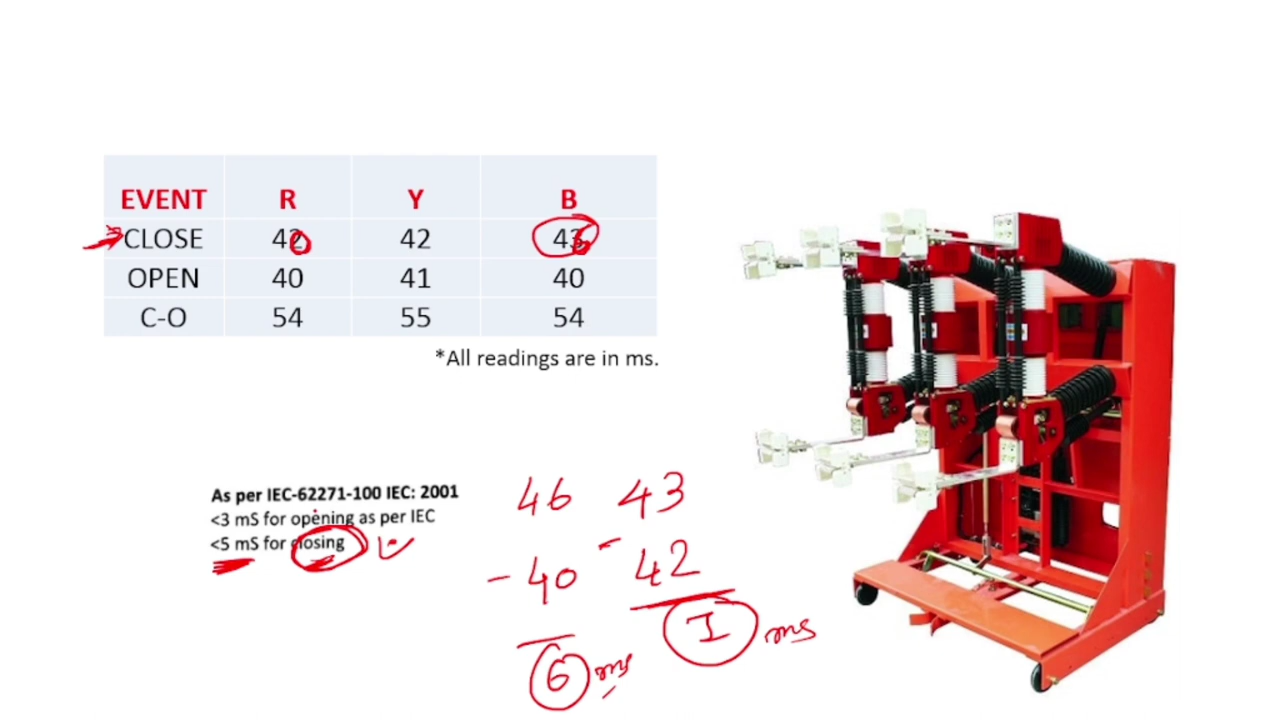 EVENT R Y B
CLOSE 42 42 43
OPEN 40 41 40
C-O 54 55 54
*All readings are in ms.
As per IEC-62271-100 IEC: 2001
<3 mS for opening as per IEC
<5 mS for closing
46 - 43
- 40 42
6 ms 1 ms